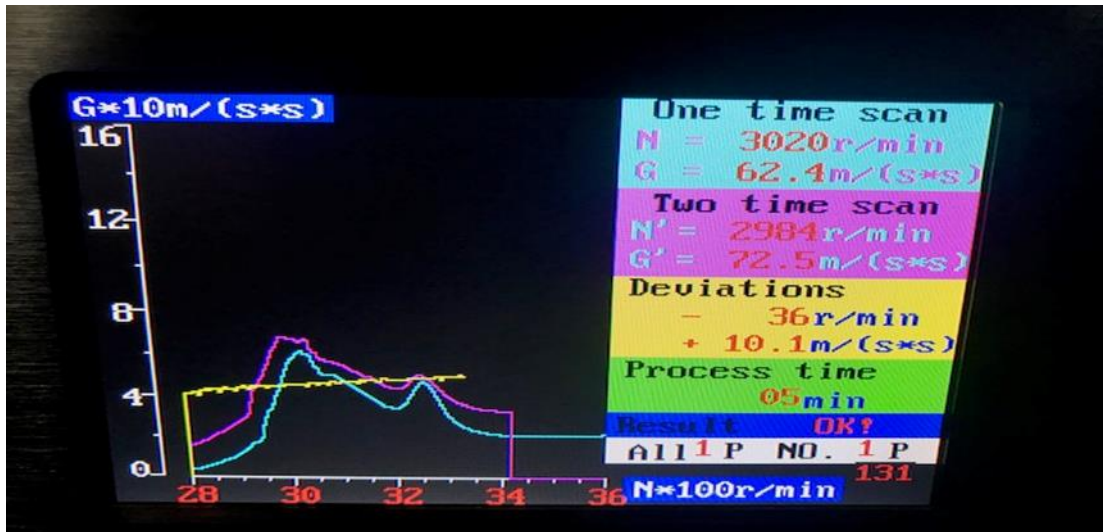 G*10m/(s*s)
16
12
8
4
0
28 30 32 34 36
N*100r/min
One time scan
N = 3020r/min
G = 62.4m/(s*s)
Two time scan
N' = 2984r/min
G' = 72.5m/(s*s)
Deviations
- 36r/min
+ 10.1m/(s*s)
Process time
05min
Result OK!
All 1 P NO. 1 P
131